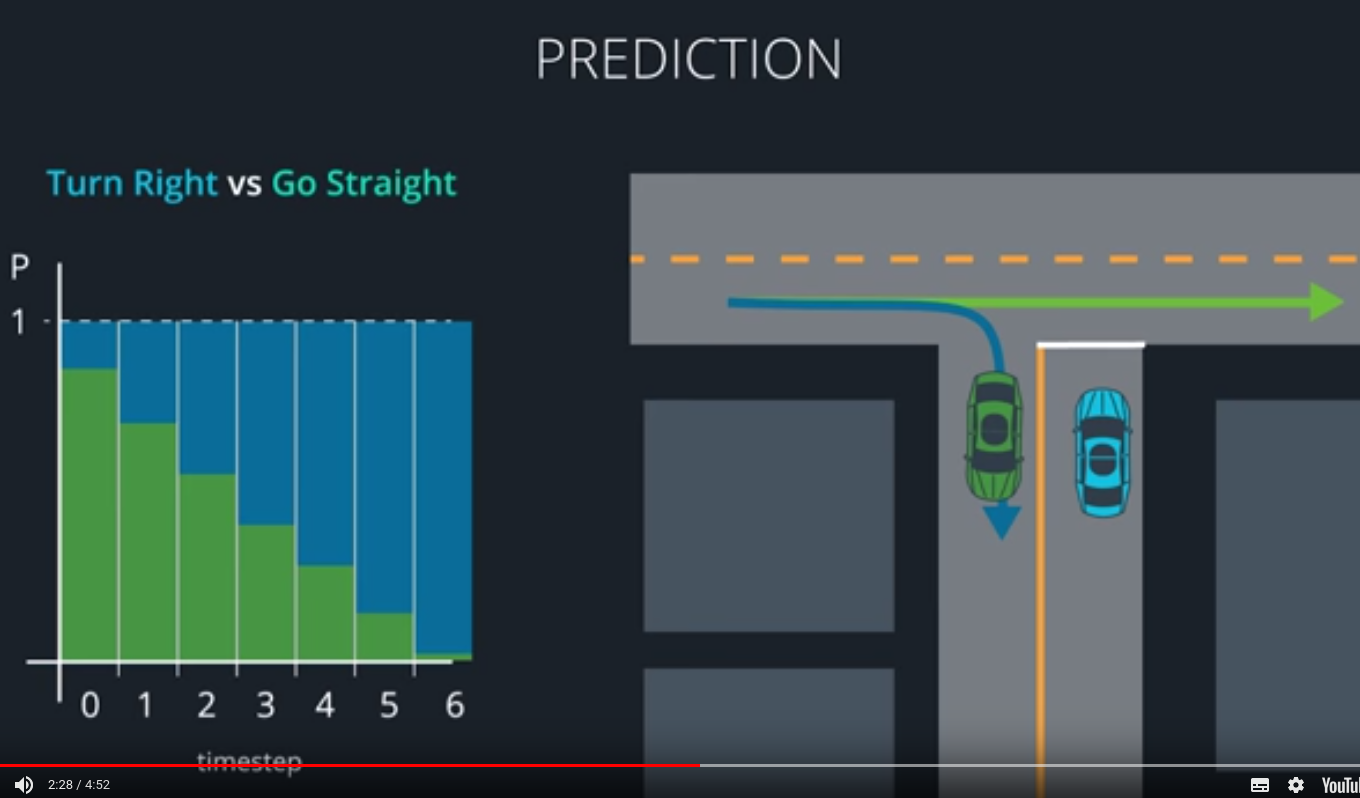 PREDICTION
Turn Right vs Go Straight
P
1
0 1 2 3 4 5 6
timestep
2:28 / 4:52